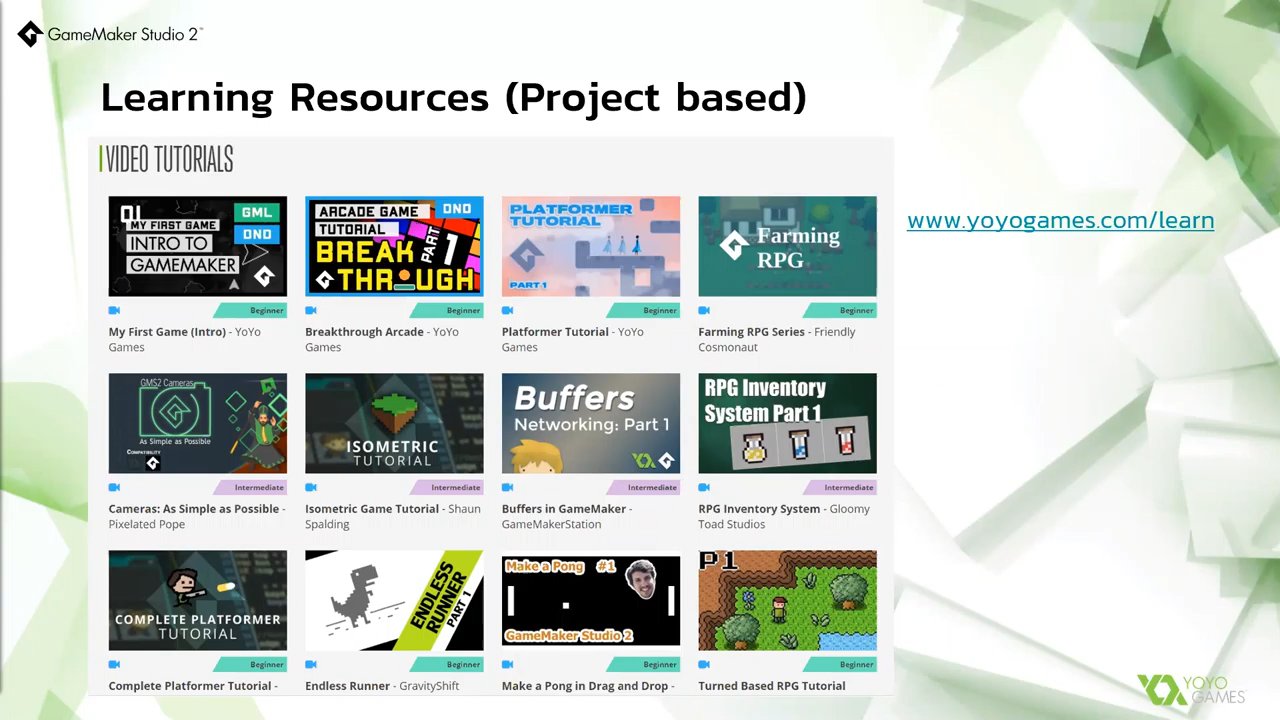 GameMaker Studio 2™
Learning Resources (Project based)
VIDEO TUTORIALS
www.yoyogames.com/learn
01
MY FIRST GAME
INTRO TO
GAMEMAKER
GML
DND
ARCADE GAME
TUTORIAL
BREAK
THROUGH
PART 1
DND
PLATFORMER
TUTORIAL
PART 1
Farming
RPG
Beginner
Beginner
Beginner
Beginner
My First Game (Intro) - YoYo
Games
Breakthrough Arcade - YoYo
Games
Platformer Tutorial - YoYo
Games
Farming RPG Series - Friendly
Cosmonaut
GMS2 Cameras
As Simple as Possible
Compatibility
ISOMETRIC
TUTORIAL
Buffers
Networking: Part 1
RPG Inventory
System Part 1
Intermediate
Intermediate
Intermediate
Intermediate
Cameras: As Simple as Possible -
Pixelated Pope
Isometric Game Tutorial - Shaun
Spalding
Buffers in GameMaker -
GameMakerStation
RPG Inventory System - Gloomy
Toad Studios
COMPLETE PLATFORMER
TUTORIAL
ENDLESS
RUNNER
PART 1
Make a Pong #1
GameMaker Studio 2
P1
Beginner
Beginner
Beginner
Beginner
Complete Platformer Tutorial -
Endless Runner - GravityShift
Make a Pong in Drag and Drop -
Turned Based RPG Tutorial
YOYO
GAMES™